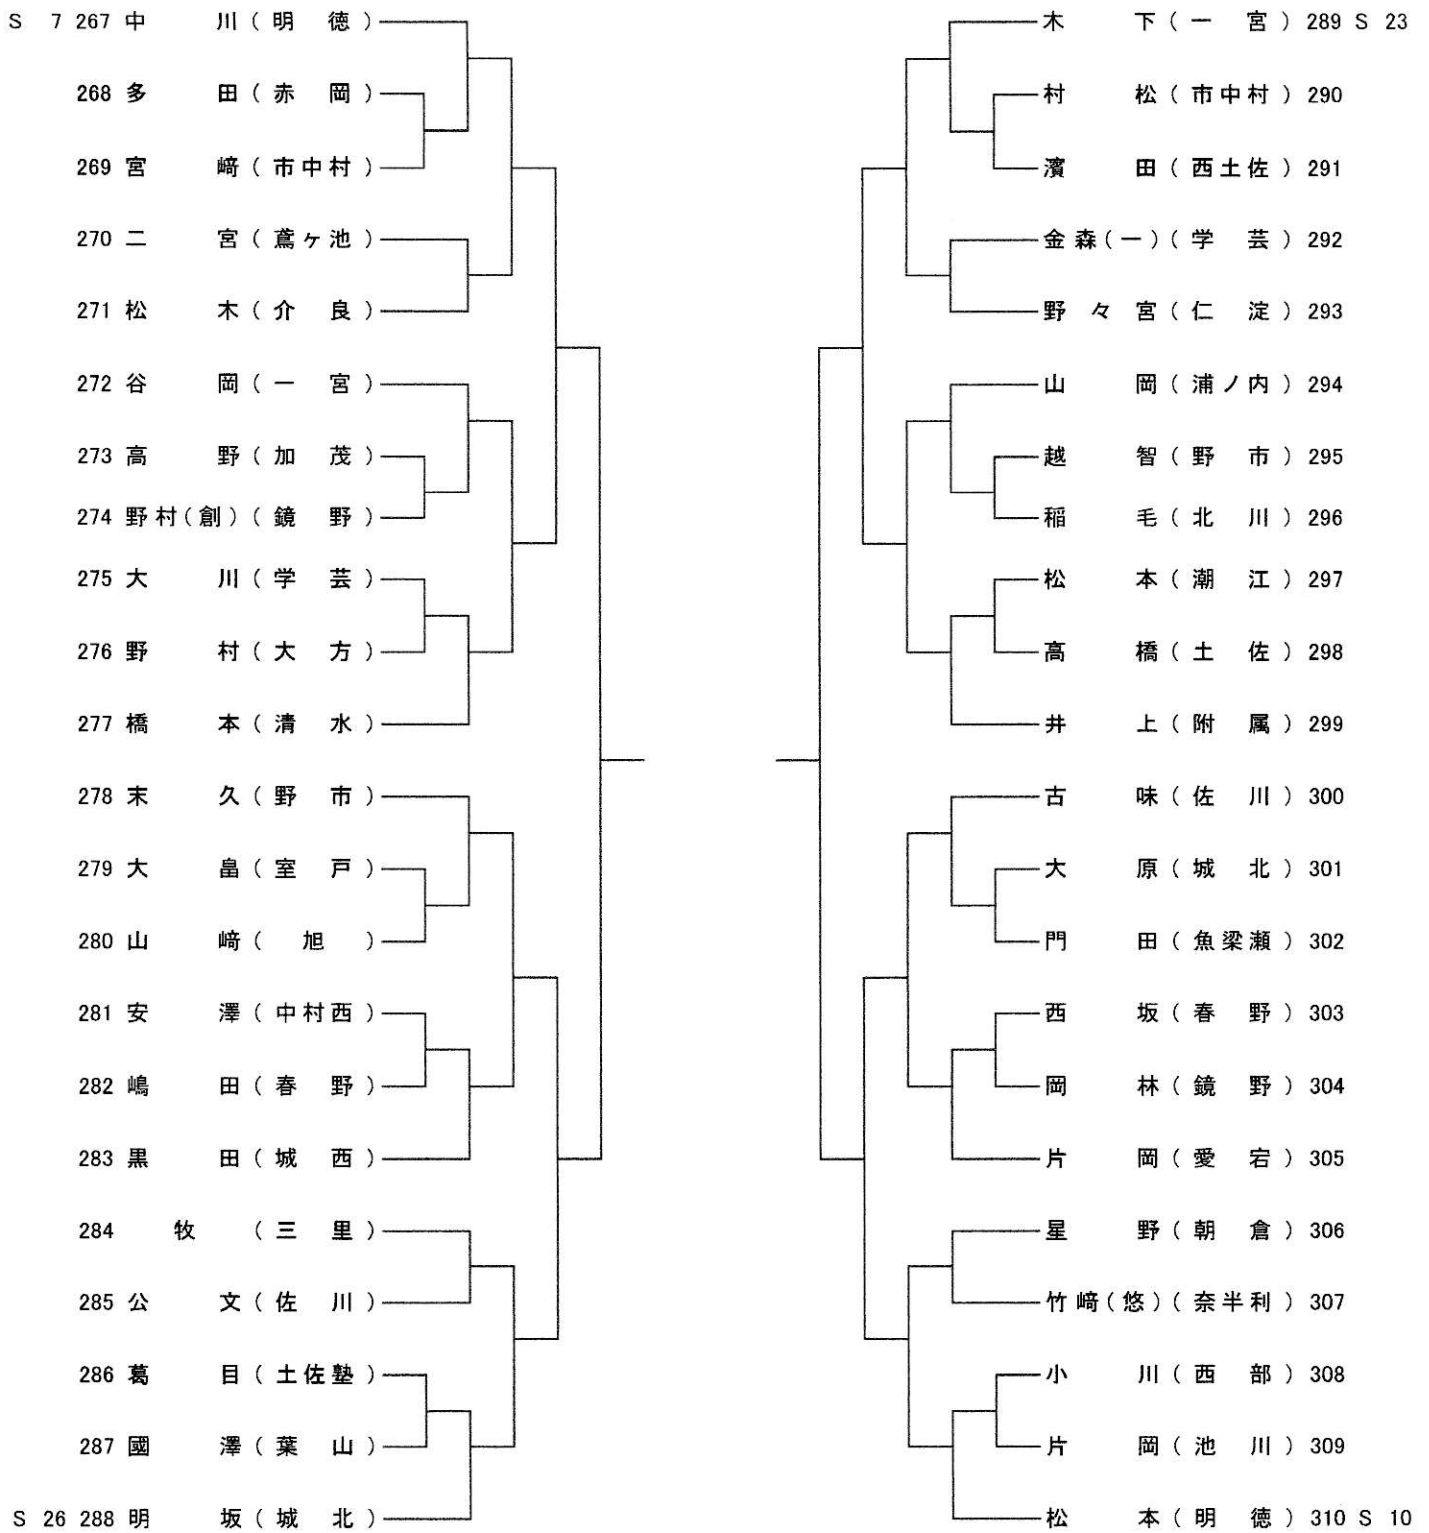 S 7 267 中川(明徳)
268 多田(赤岡)
269 宮﨑(市中村)
270 二宮(鳶ヶ池)
271 松木(介良)
272 谷岡(一宮)
273 高野(加茂)
274 野村(創)(鏡野)
275 大川(学芸)
276 野村(大方)
277 橋本(清水)
278 末久(野市)
279 大畠(室戸)
280 山﨑(旭)
281 安澤(中村西)
282 嶋田(春野)
283 黒田(城西)
284 牧(三里)
285 公文(佐川)
286 葛目(土佐塾)
287 國澤(葉山)
S 26 288 明坂(城北)
木下(一宮) 289 S 23
村松(市中村) 290
濱田(西土佐) 291
金森(一)(学芸) 292
野々宮(仁淀) 293
山岡(浦ノ内) 294
越智(野市) 295
稲毛(北川) 296
松本(潮江) 297
高橋(土佐) 298
井上(附属) 299
古味(佐川) 300
大原(城北) 301
門田(魚梁瀬) 302
西坂(春野) 303
岡林(鏡野) 304
片岡(愛宕) 305
星野(朝倉) 306
竹﨑(悠)(奈半利) 307
小川(西部) 308
片岡(池川) 309
松本(明徳) 310 S 10